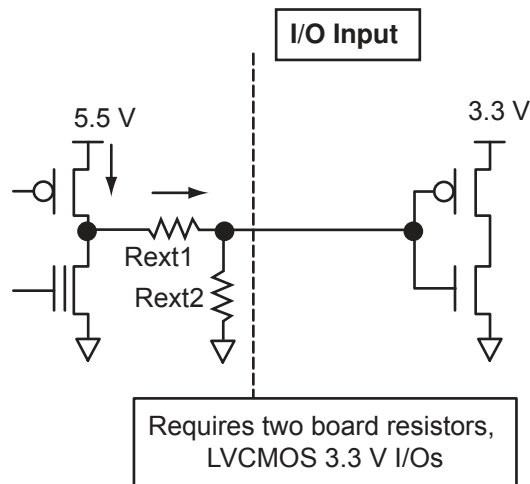 I/O Input
5.5 V
3.3 V
Rext1
Rext2
Requires two board resistors,
LVCMOS 3.3 V I/Os